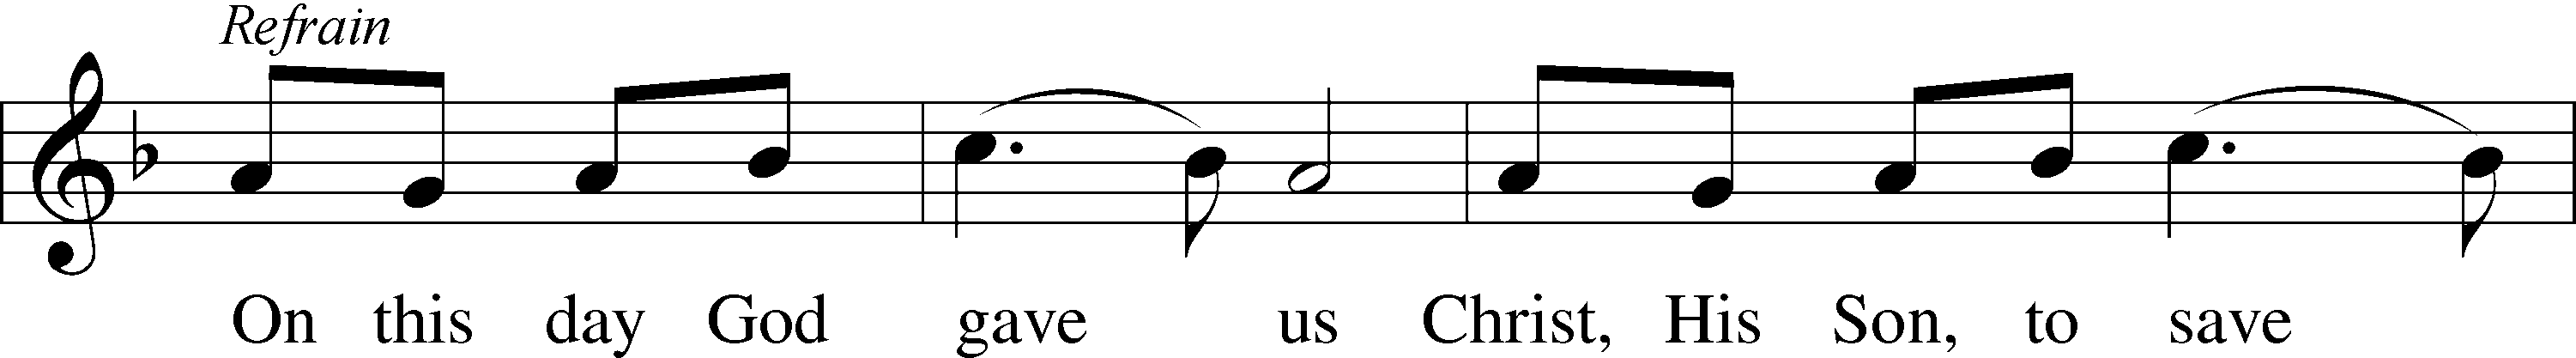 Refrain
On this day God gave us Christ, His Son, to save